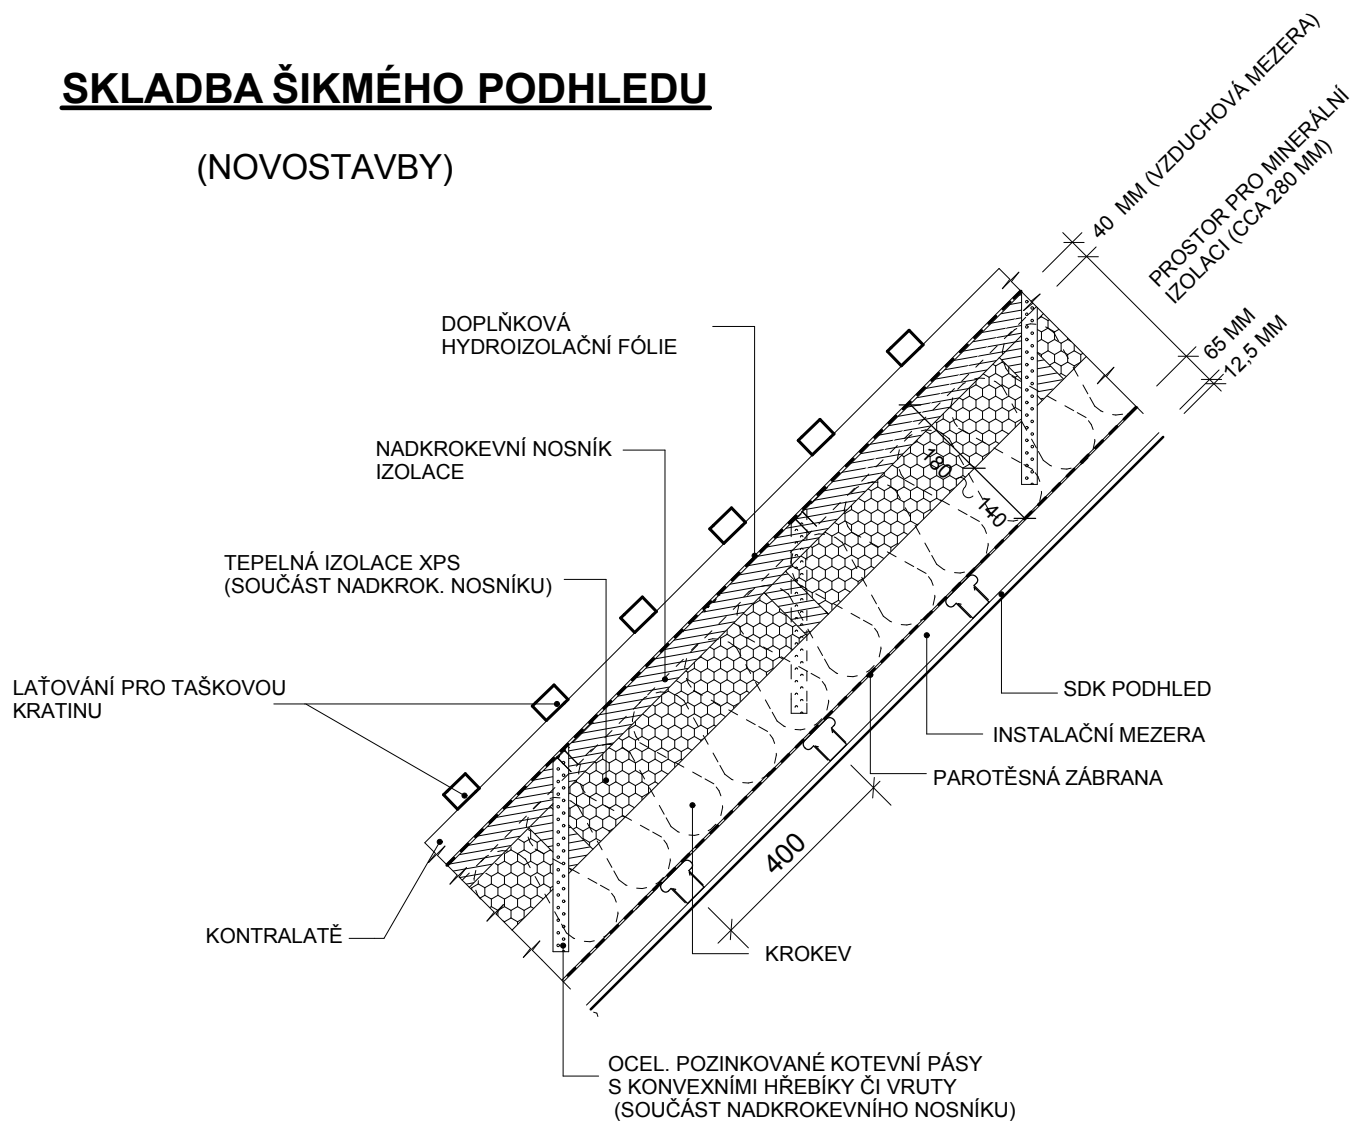 SKLADBA ŠIKMÉHO PODHLEDU
(NOVOSTAVBY)
40 MM (VZDUCHOVÁ MEZERA)
PROSTOR PRO MINERÁLNÍ
IZOLACI (CCA 280 MM)
65 MM
12,5 MM
DOPLŇKOVÁ
HYDROIZOLAČNÍ FÓLIE
NADKROKEVNÍ NOSNÍK
IZOLACE
180
140
TEPELNÁ IZOLACE XPS
(SOUČÁST NADKROK. NOSNÍKU)
LAŤOVÁNÍ PRO TAŠKOVOU
KRATINU
SDK PODHLED
INSTALAČNÍ MEZERA
PAROTĚSNÁ ZÁBRANA
400
KONTRALATĚ
KROKEV
OCEL. POZINKOVANÉ KOTEVNÍ PÁSY
S KONVEXNÍMI HŘEBÍKY ČI VRUTY
(SOUČÁST NADKROKEVNÍHO NOSNÍKU)